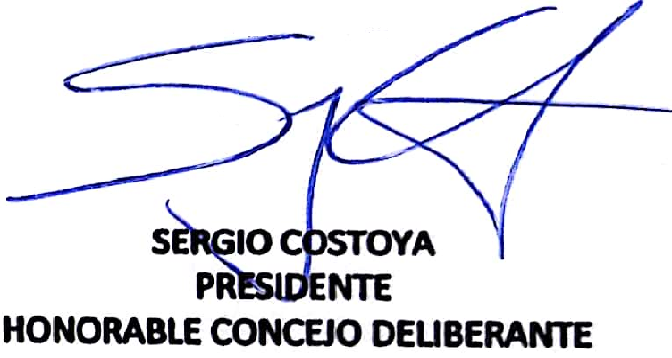 SERGIO COSTOYA
PRESIDENTE
HONORABLE CONCEJO DELIBERANTE